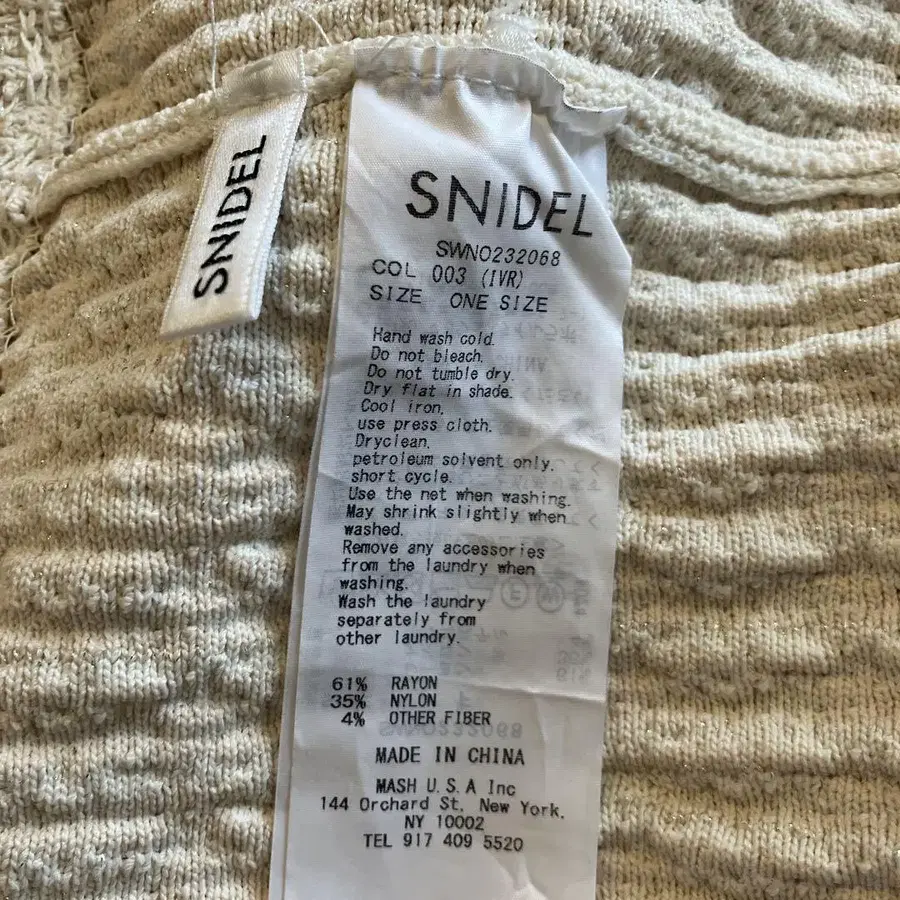 SNIDEL
SNIDEL
SWNO232068
COL 003 (IVR)
SIZE ONE SIZE
Hand wash cold.
Do not bleach.
Do not tumble dry.
Dry flat in shade.
Cool iron,
use press cloth.
Dryclean.
petroleum solvent only.
short cycle.
Use the net when washing.
May shrink slightly when
washed.
Remove any accessories
from the laundry when
washing.
Wash the laundry
separately from
other laundry.
61% RAYON
35% NYLON
4% OTHER FIBER
MADE IN CHINA
MASH U.S.A Inc
144 Orchard St, New York,
NY 10002
TEL 917 409 5520